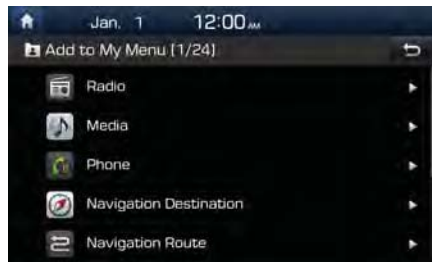 Jan. 1 12:00 AM
Add to My Menu [1/24]
Radio
Media
Phone
Navigation Destination
Navigation Route